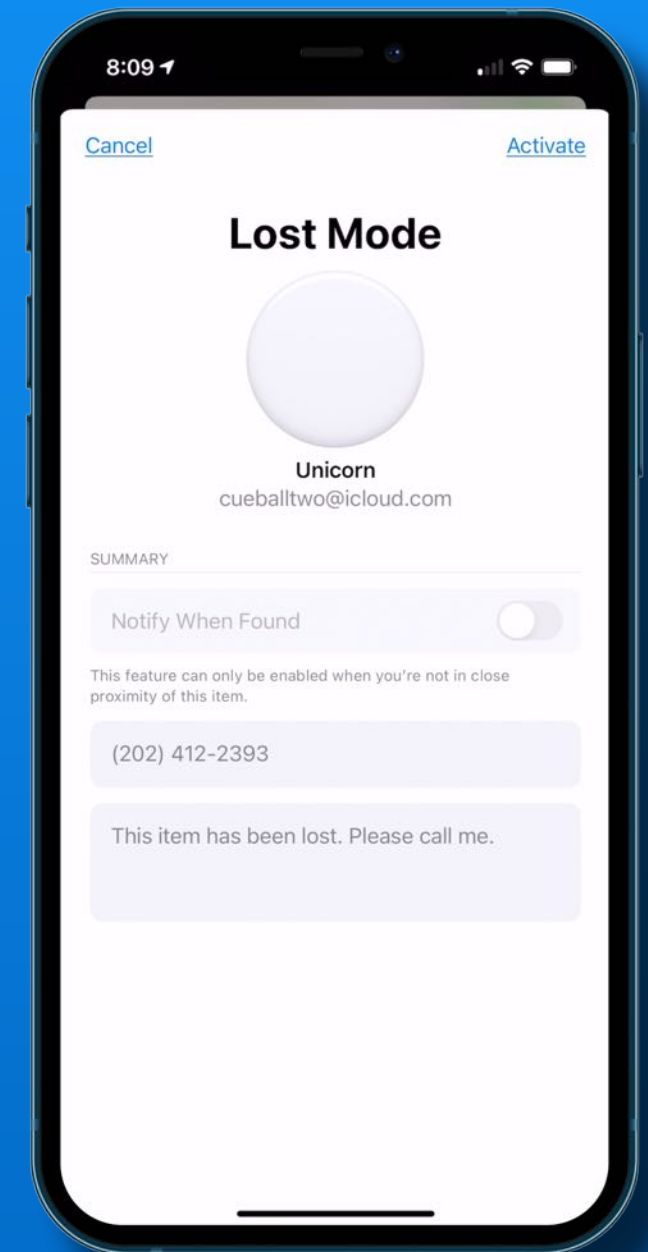 8:09
Cancel
Activate
Lost Mode
Unicorn
cueballtwo@icloud.com
SUMMARY
Notify When Found
This feature can only be enabled when you're not in close
proximity of this item.
(202) 412-2393
This item has been lost. Please call me.